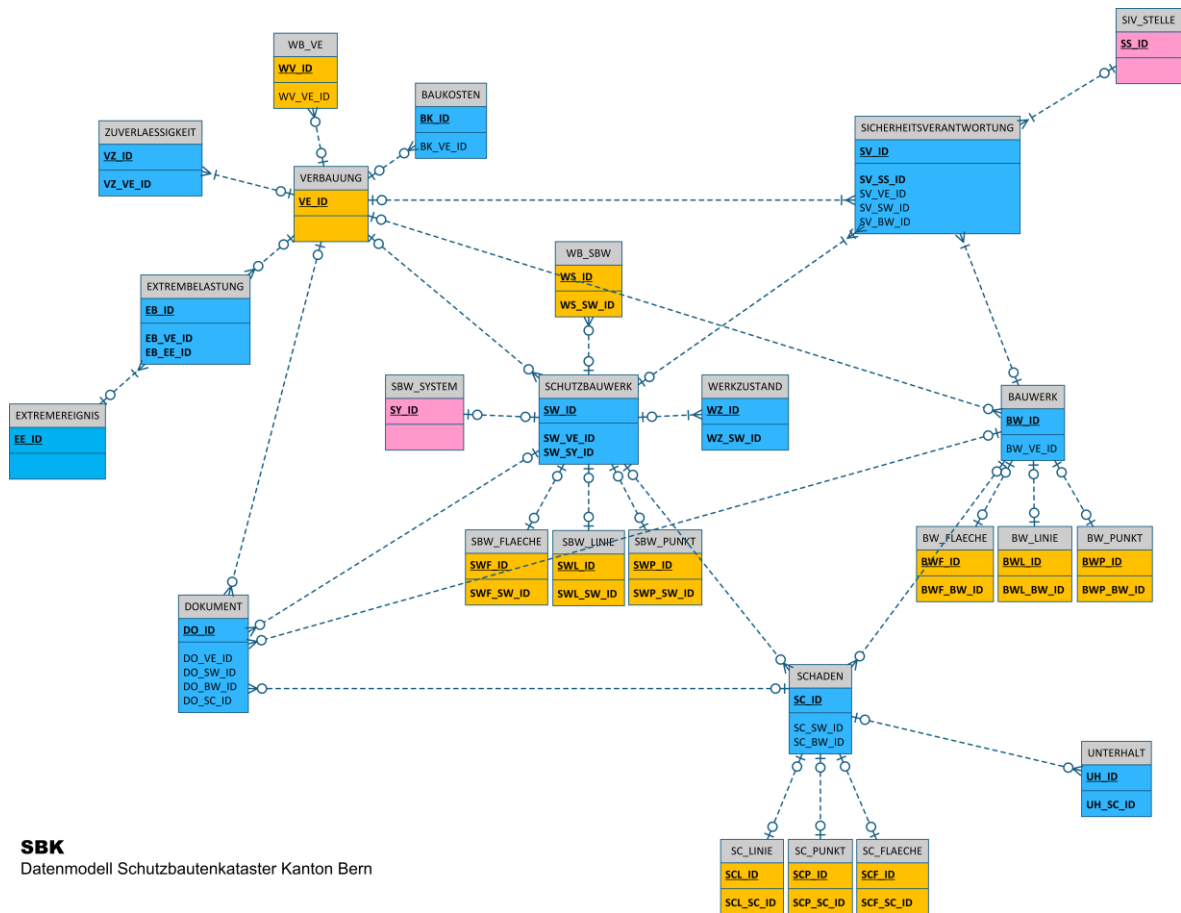 SIV_STELLE
SS_ID
WB_VE
WV_ID
WV_VE_ID
BAUKOSTEN
BK_ID
BK_VE_ID
ZUVERLAESSIGKEIT
VZ_ID
VZ_VE_ID
SICHERHEITSVERANTWORTUNG
SV_ID
SV_SS_ID
SV_VE_ID
SV_SW_ID
SV_BW_ID
VERBAUUNG
VE_ID
WB_SBW
WS_ID
WS_SW_ID
EXTREMBELASTUNG
EB_ID
EB_VE_ID
EB_EE_ID
SBW_SYSTEM
SY_ID
SCHUTZBAUWERK
SW_ID
SW_VE_ID
SW_SY_ID
WERKZUSTAND
WZ_ID
WZ_SW_ID
BAUWERK
BW_ID
BW_VE_ID
EXTREMEREIGNIS
EE_ID
SBW_FLAECHE
SWF_ID
SWF_SW_ID
SBW_LINIE
SWL_ID
SWL_SW_ID
SBW_PUNKT
SWP_ID
SWP_SW_ID
BW_FLAECHE
BWF_ID
BWF_BW_ID
BW_LINIE
BWL_ID
BWL_BW_ID
BW_PUNKT
BWP_ID
BWP_BW_ID
DOKUMENT
DO_ID
DO_VE_ID
DO_SW_ID
DO_BW_ID
DO_SC_ID
SCHADEN
SC_ID
SC_SW_ID
SC_BW_ID
UNTERHALT
UH_ID
UH_SC_ID
SC_LINIE
SCL_ID
SCL_SC_ID
SC_PUNKT
SCP_ID
SCP_SC_ID
SC_FLAECHE
SCF_ID
SCF_SC_ID
SBK
Datenmodell Schutzbautenkataster Kanton Bern